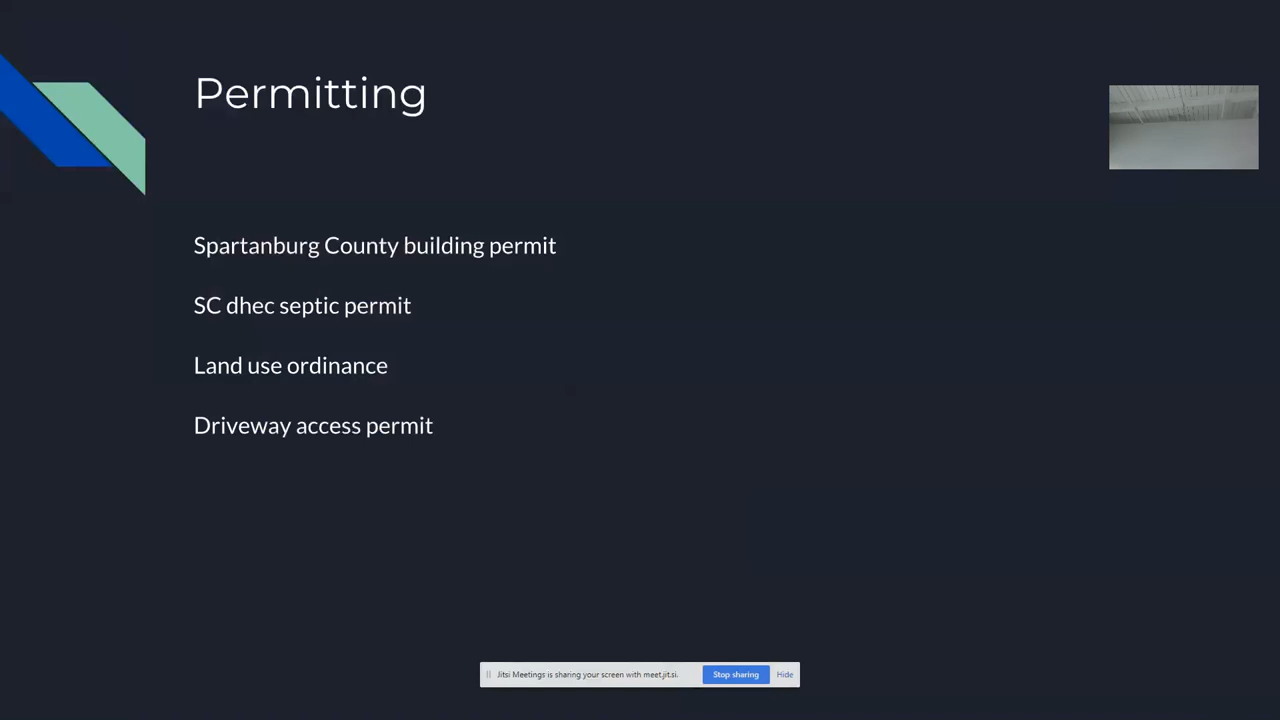 Permitting
Spartanburg County building permit
SC dhec septic permit
Land use ordinance
Driveway access permit
Jitsi Meetings is sharing your screen with meet.jit.si.
Stop sharing
Hide